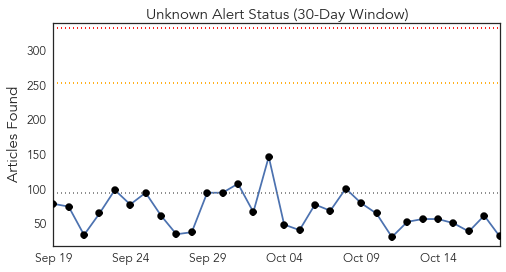 Unknown Alert Status (30-Day Window)
Articles Found
300
250
200
150
100
50
Sep 19 Sep 24 Sep 29 Oct 04 Oct 09 Oct 14